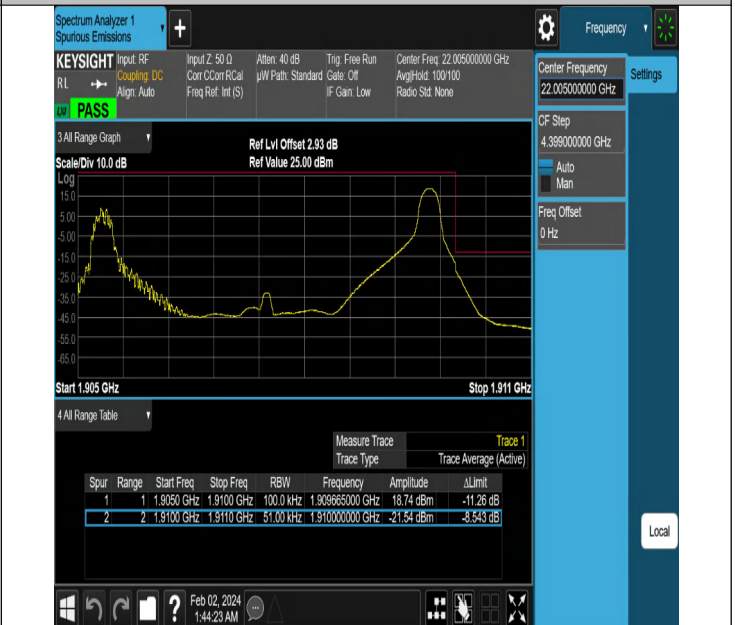 Spectrum Analyzer 1
Spurious Emissions
+
Frequency
KEYSIGHT Input: RF Input Z: 50 Ω Atten: 40 dB Trig: Free Run Center Freq: 22.005000000 GHz
RL Coupling: DC Corr CCorr RCal µW Path: Standard Gate: Off Avg|Hold: 100/100
Align: Auto Freq Ref: Int (S) IF Gain: Low Radio Std: None
LNI PASS
Center Frequency
22.005000000 GHz
Settings
CF Step
4.399000000 GHz
Auto
Man
Freq Offset
0 Hz
3 All Range Graph
Ref Lvl Offset 2.93 dB
Scale/Div 10.0 dB Ref Value 25.00 dBm
Log
15.0
5.00
-5.00
-15.0
-25.0
-35.0
-45.0
-55.0
-65.0
Start 1.905 GHz Stop 1.911 GHz
4 All Range Table
Measure Trace Trace 1
Trace Type Trace Average (Active)
Spur Range Start Freq Stop Freq RBW Frequency Amplitude ΔLimit
1 1 1.9050 GHz 1.9100 GHz 100.0 kHz 1.909665000 GHz 18.74 dBm -11.26 dB
2 2 1.9100 GHz 1.9110 GHz 51.00 kHz 1.910000000 GHz -21.54 dBm -8.543 dB
Local
? Feb 02, 2024
1:44:23 AM